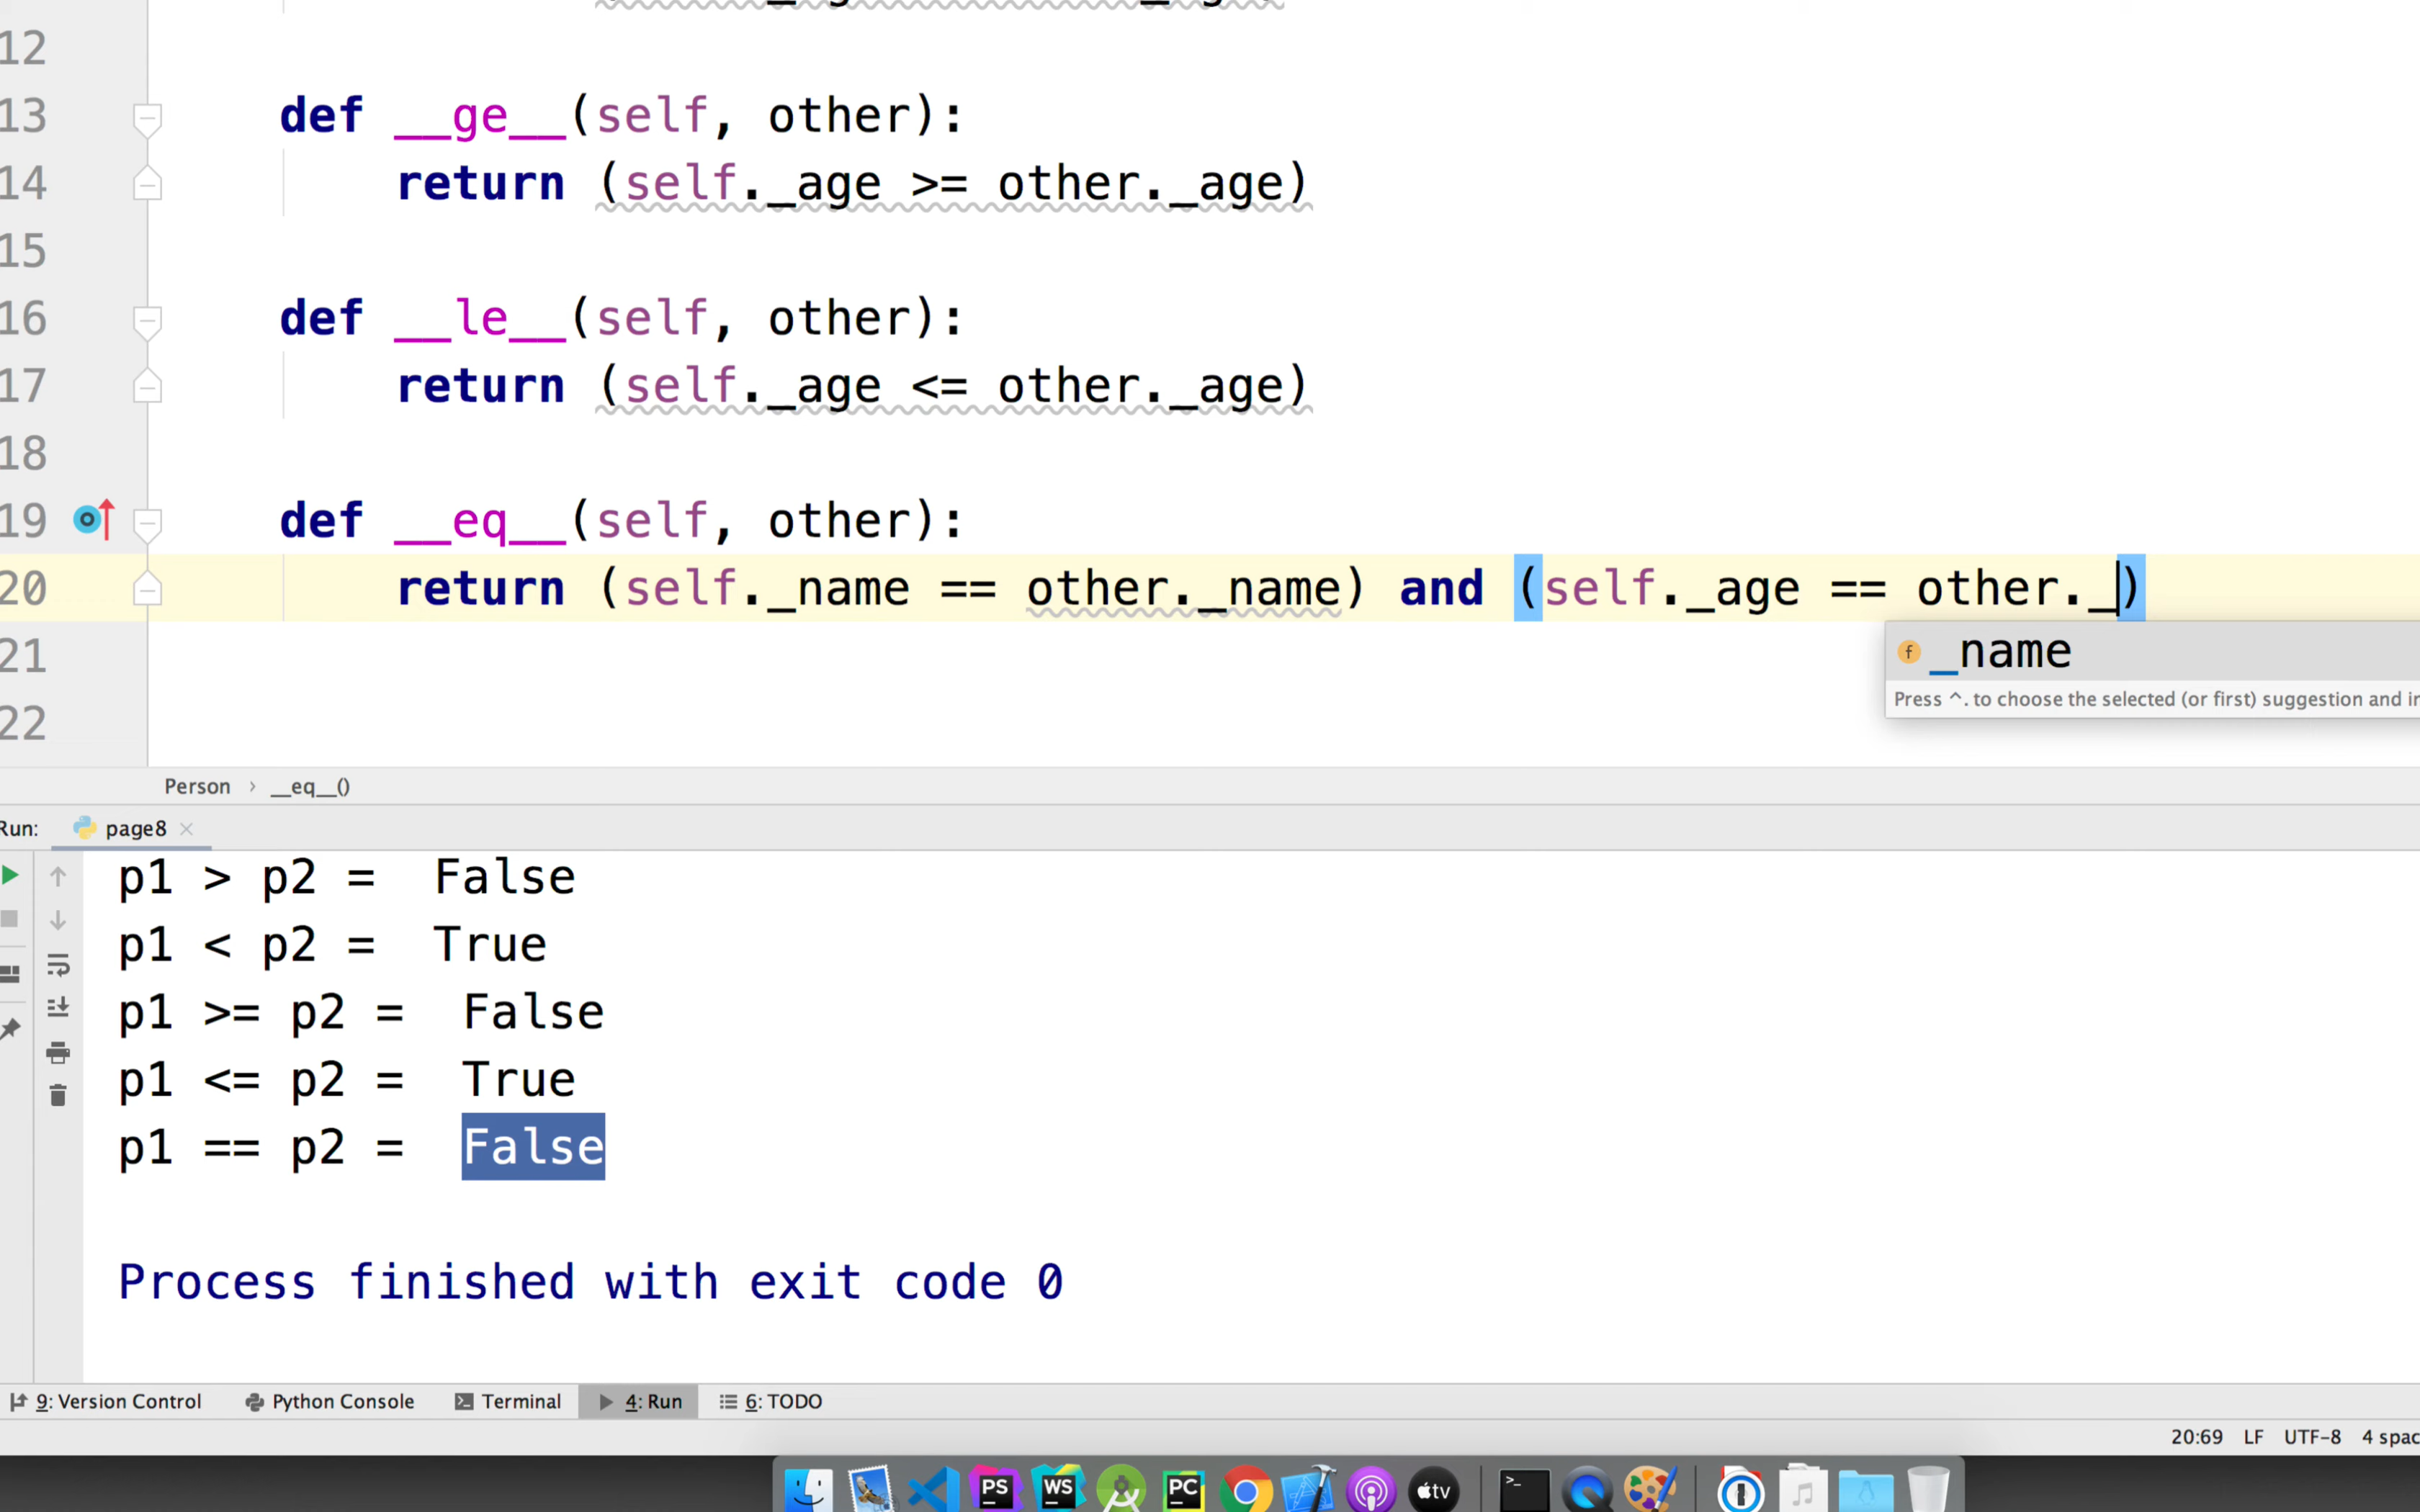 12
13 def __ge__(self, other):
14 return (self._age >= other._age)
15
16 def __le__(self, other):
17 return (self._age <= other._age)
18
19 def __eq__(self, other):
20 return (self._name == other._name) and (self._age == other._)
f _name
21
Press ^. to choose the selected (or first) suggestion and
22
Person > __eq__()
Run: page8
p1 > p2 =  False
p1 < p2 =  True
p1 >= p2 =  False
p1 <= p2 =  True
p1 == p2 =  False
Process finished with exit code 0
9: Version Control Python Console Terminal 4: Run 6: TODO
20:69 LF UTF-8 4
PS WS PC tv